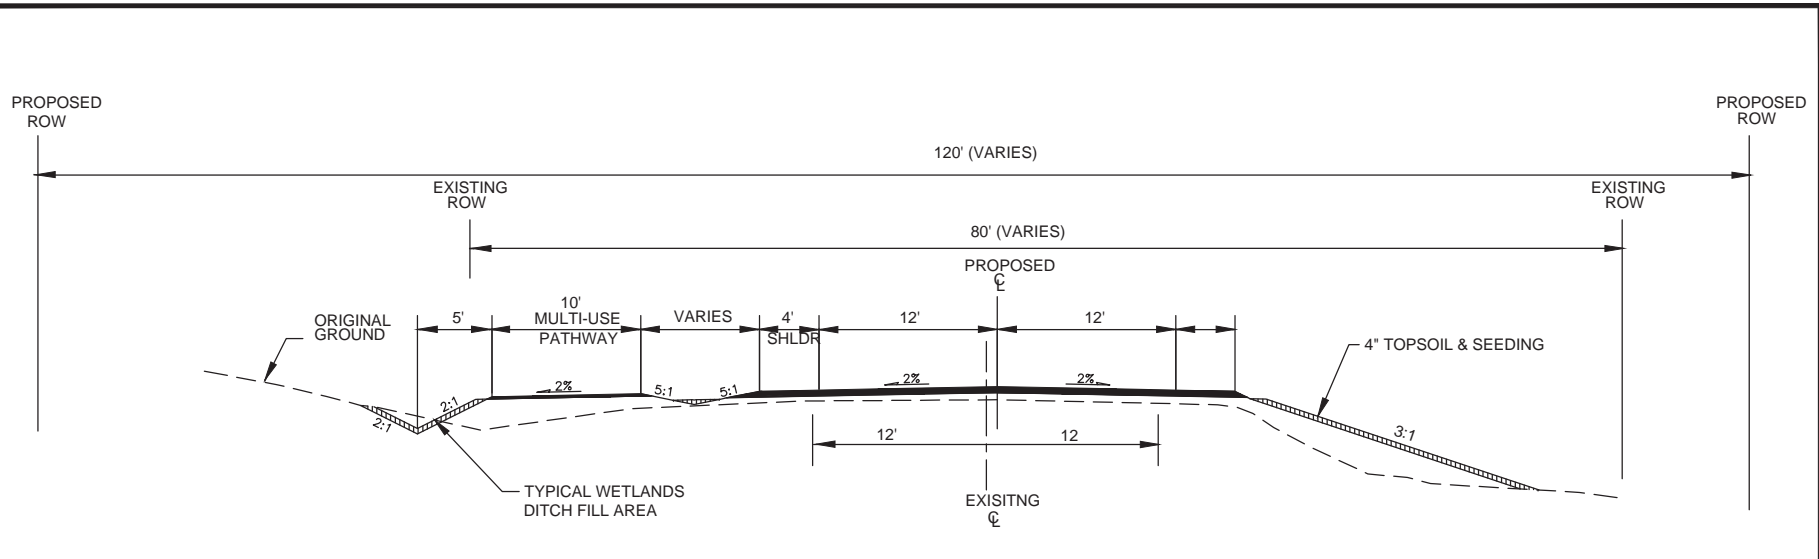 PROPOSED
ROW
PROPOSED
ROW
120' (VARIES)
EXISTING
ROW
EXISTING
ROW
80' (VARIES)
PROPOSED
℄
ORIGINAL
GROUND
5'
10'
MULTI-USE
PATHWAY
VARIES
4'
SHLDR
12'
12'
4" TOPSOIL & SEEDING
2%
5:1
5:1
2%
2%
2:1
2:1
3:1
12'
12
TYPICAL WETLANDS
DITCH FILL AREA
EXISITNG
℄